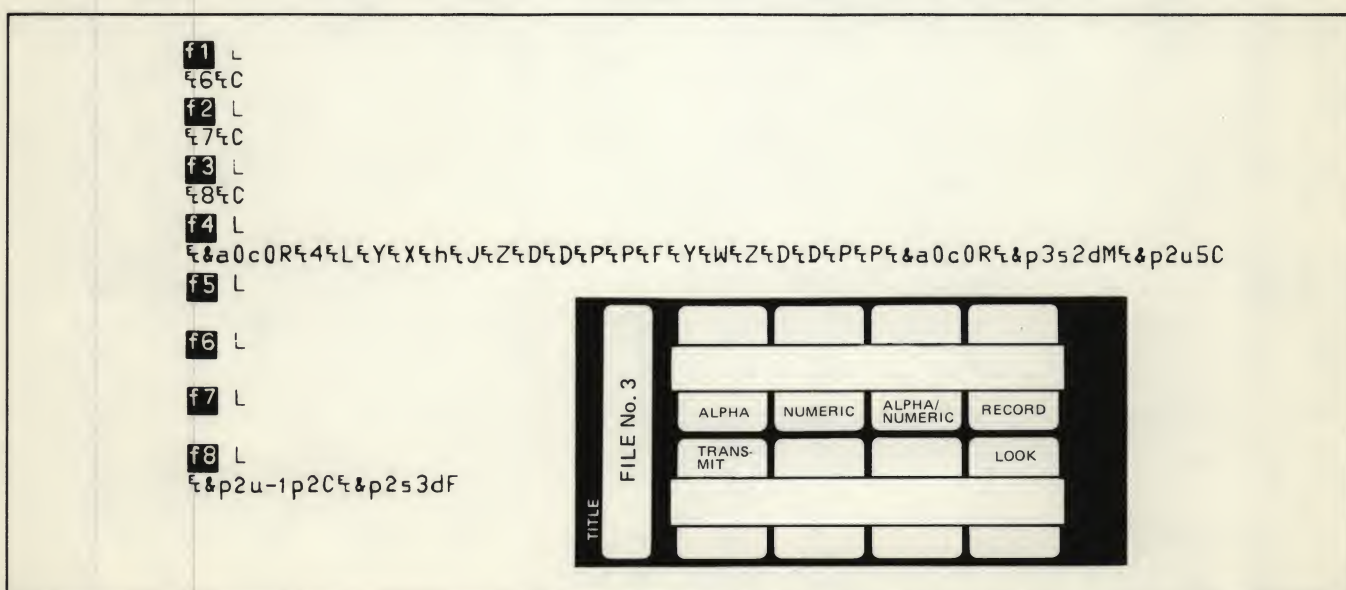 f1 L
␛6␛C
f2 L
␛7␛C
f3 L
␛8␛C
f4 L
␛&a0c0R␛4␛L␛Y␛X␛h␛J␛Z␛D␛D␛P␛P␛F␛Y␛W␛Z␛D␛D␛P␛P␛&a0c0R␛&p3s2dM␛&p2u5C
f5 L
f6 L
f7 L
f8 L
␛&p2u-1p2C␛&p2s3dF
TITLE
FILE No. 3
ALPHA NUMERIC ALPHA/
NUMERIC RECORD
TRANS-
MIT LOOK